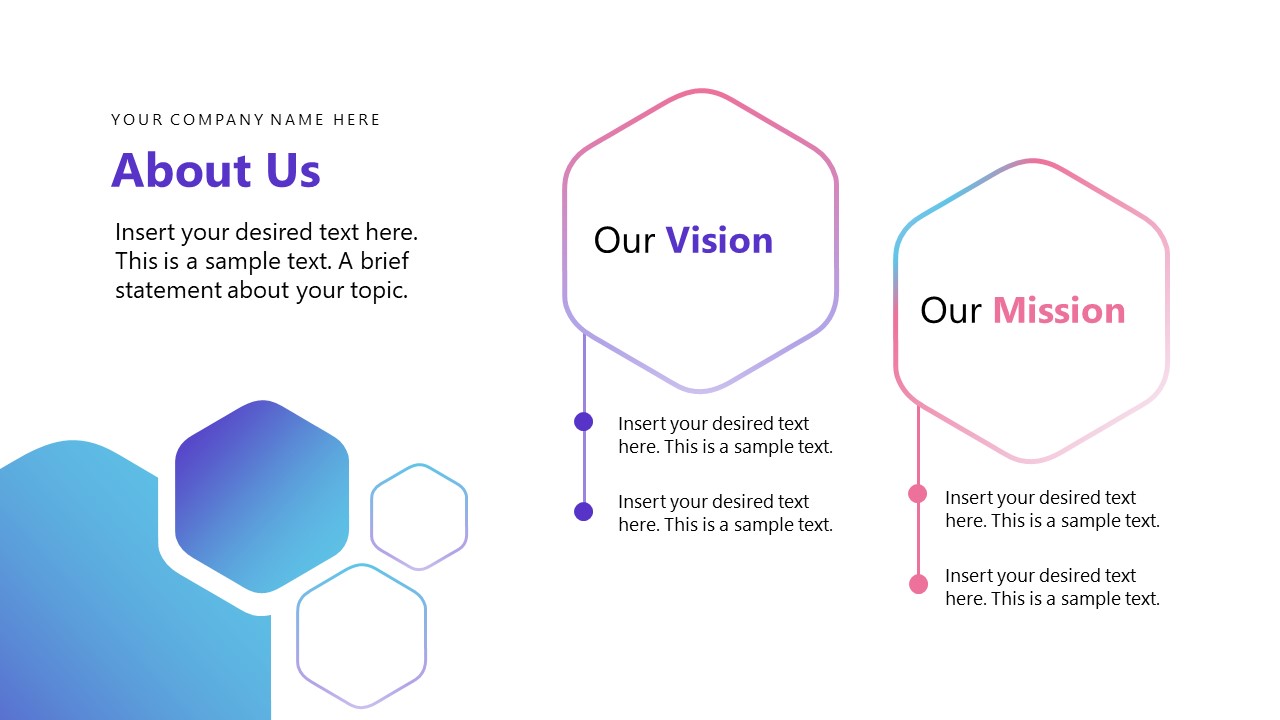 YOUR COMPANY NAME HERE
About Us
Insert your desired text here.
This is a sample text. A brief
statement about your topic.
Our Vision
Insert your desired text
here. This is a sample text.
Insert your desired text
here. This is a sample text.
Our Mission
Insert your desired text
here. This is a sample text.
Insert your desired text
here. This is a sample text.